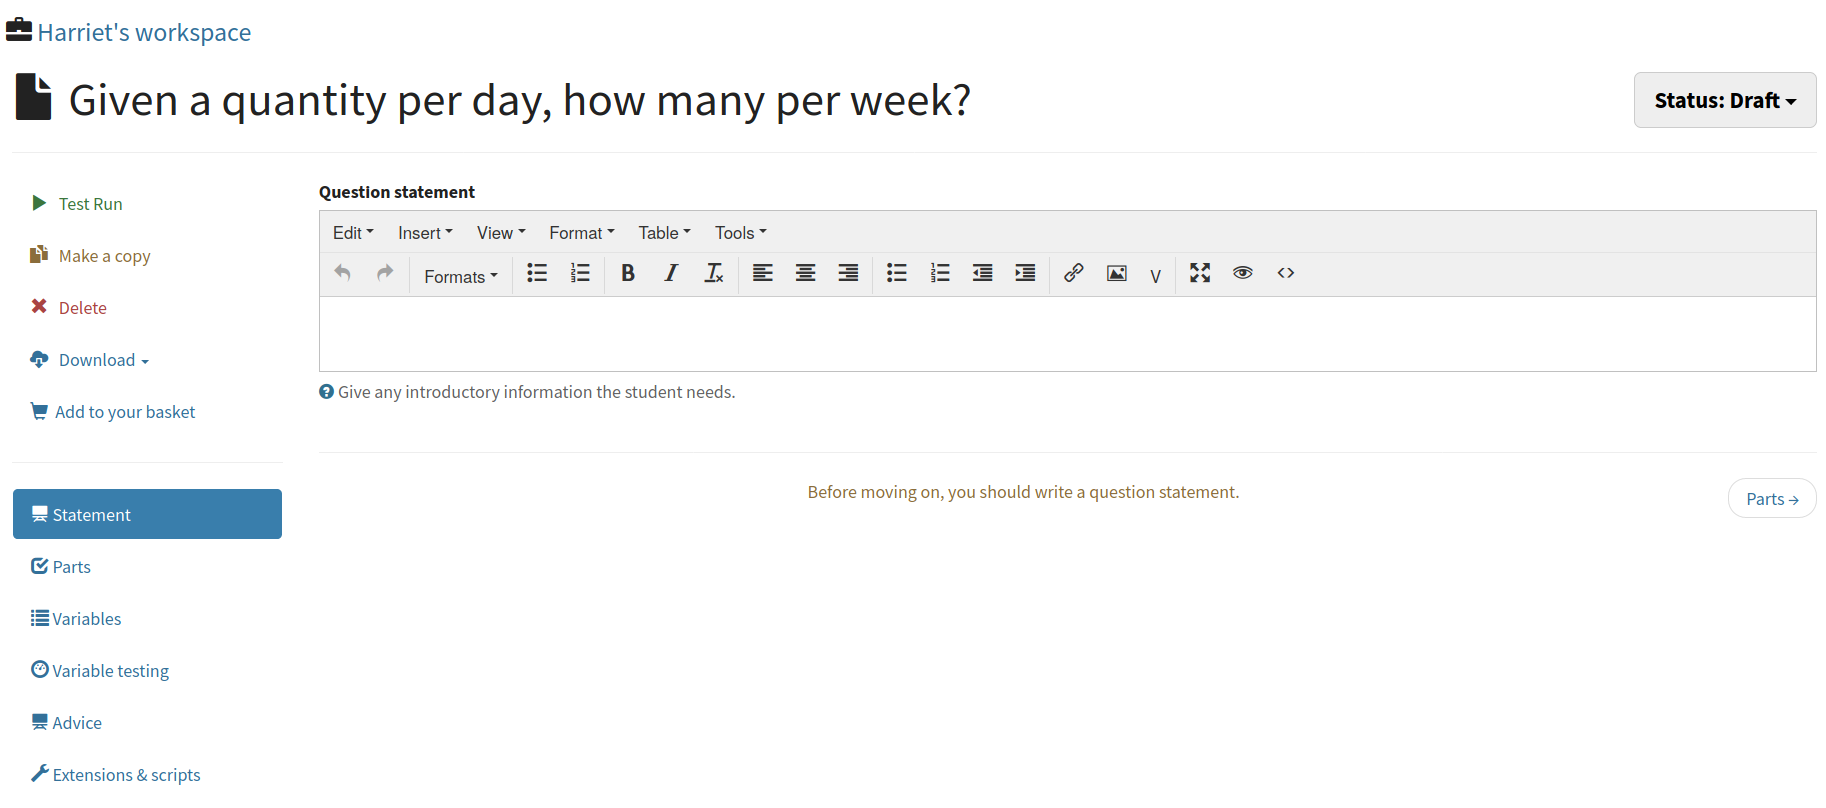 Harriet's workspace
Given a quantity per day, how many per week?
Status: Draft
Test Run
Make a copy
Delete
Download
Add to your basket
Statement
Parts
Variables
Variable testing
Advice
Extensions & scripts
Question statement
Edit Insert View Format Table Tools
Formats B I Tx V <>
Give any introductory information the student needs.
Before moving on, you should write a question statement.
Parts →